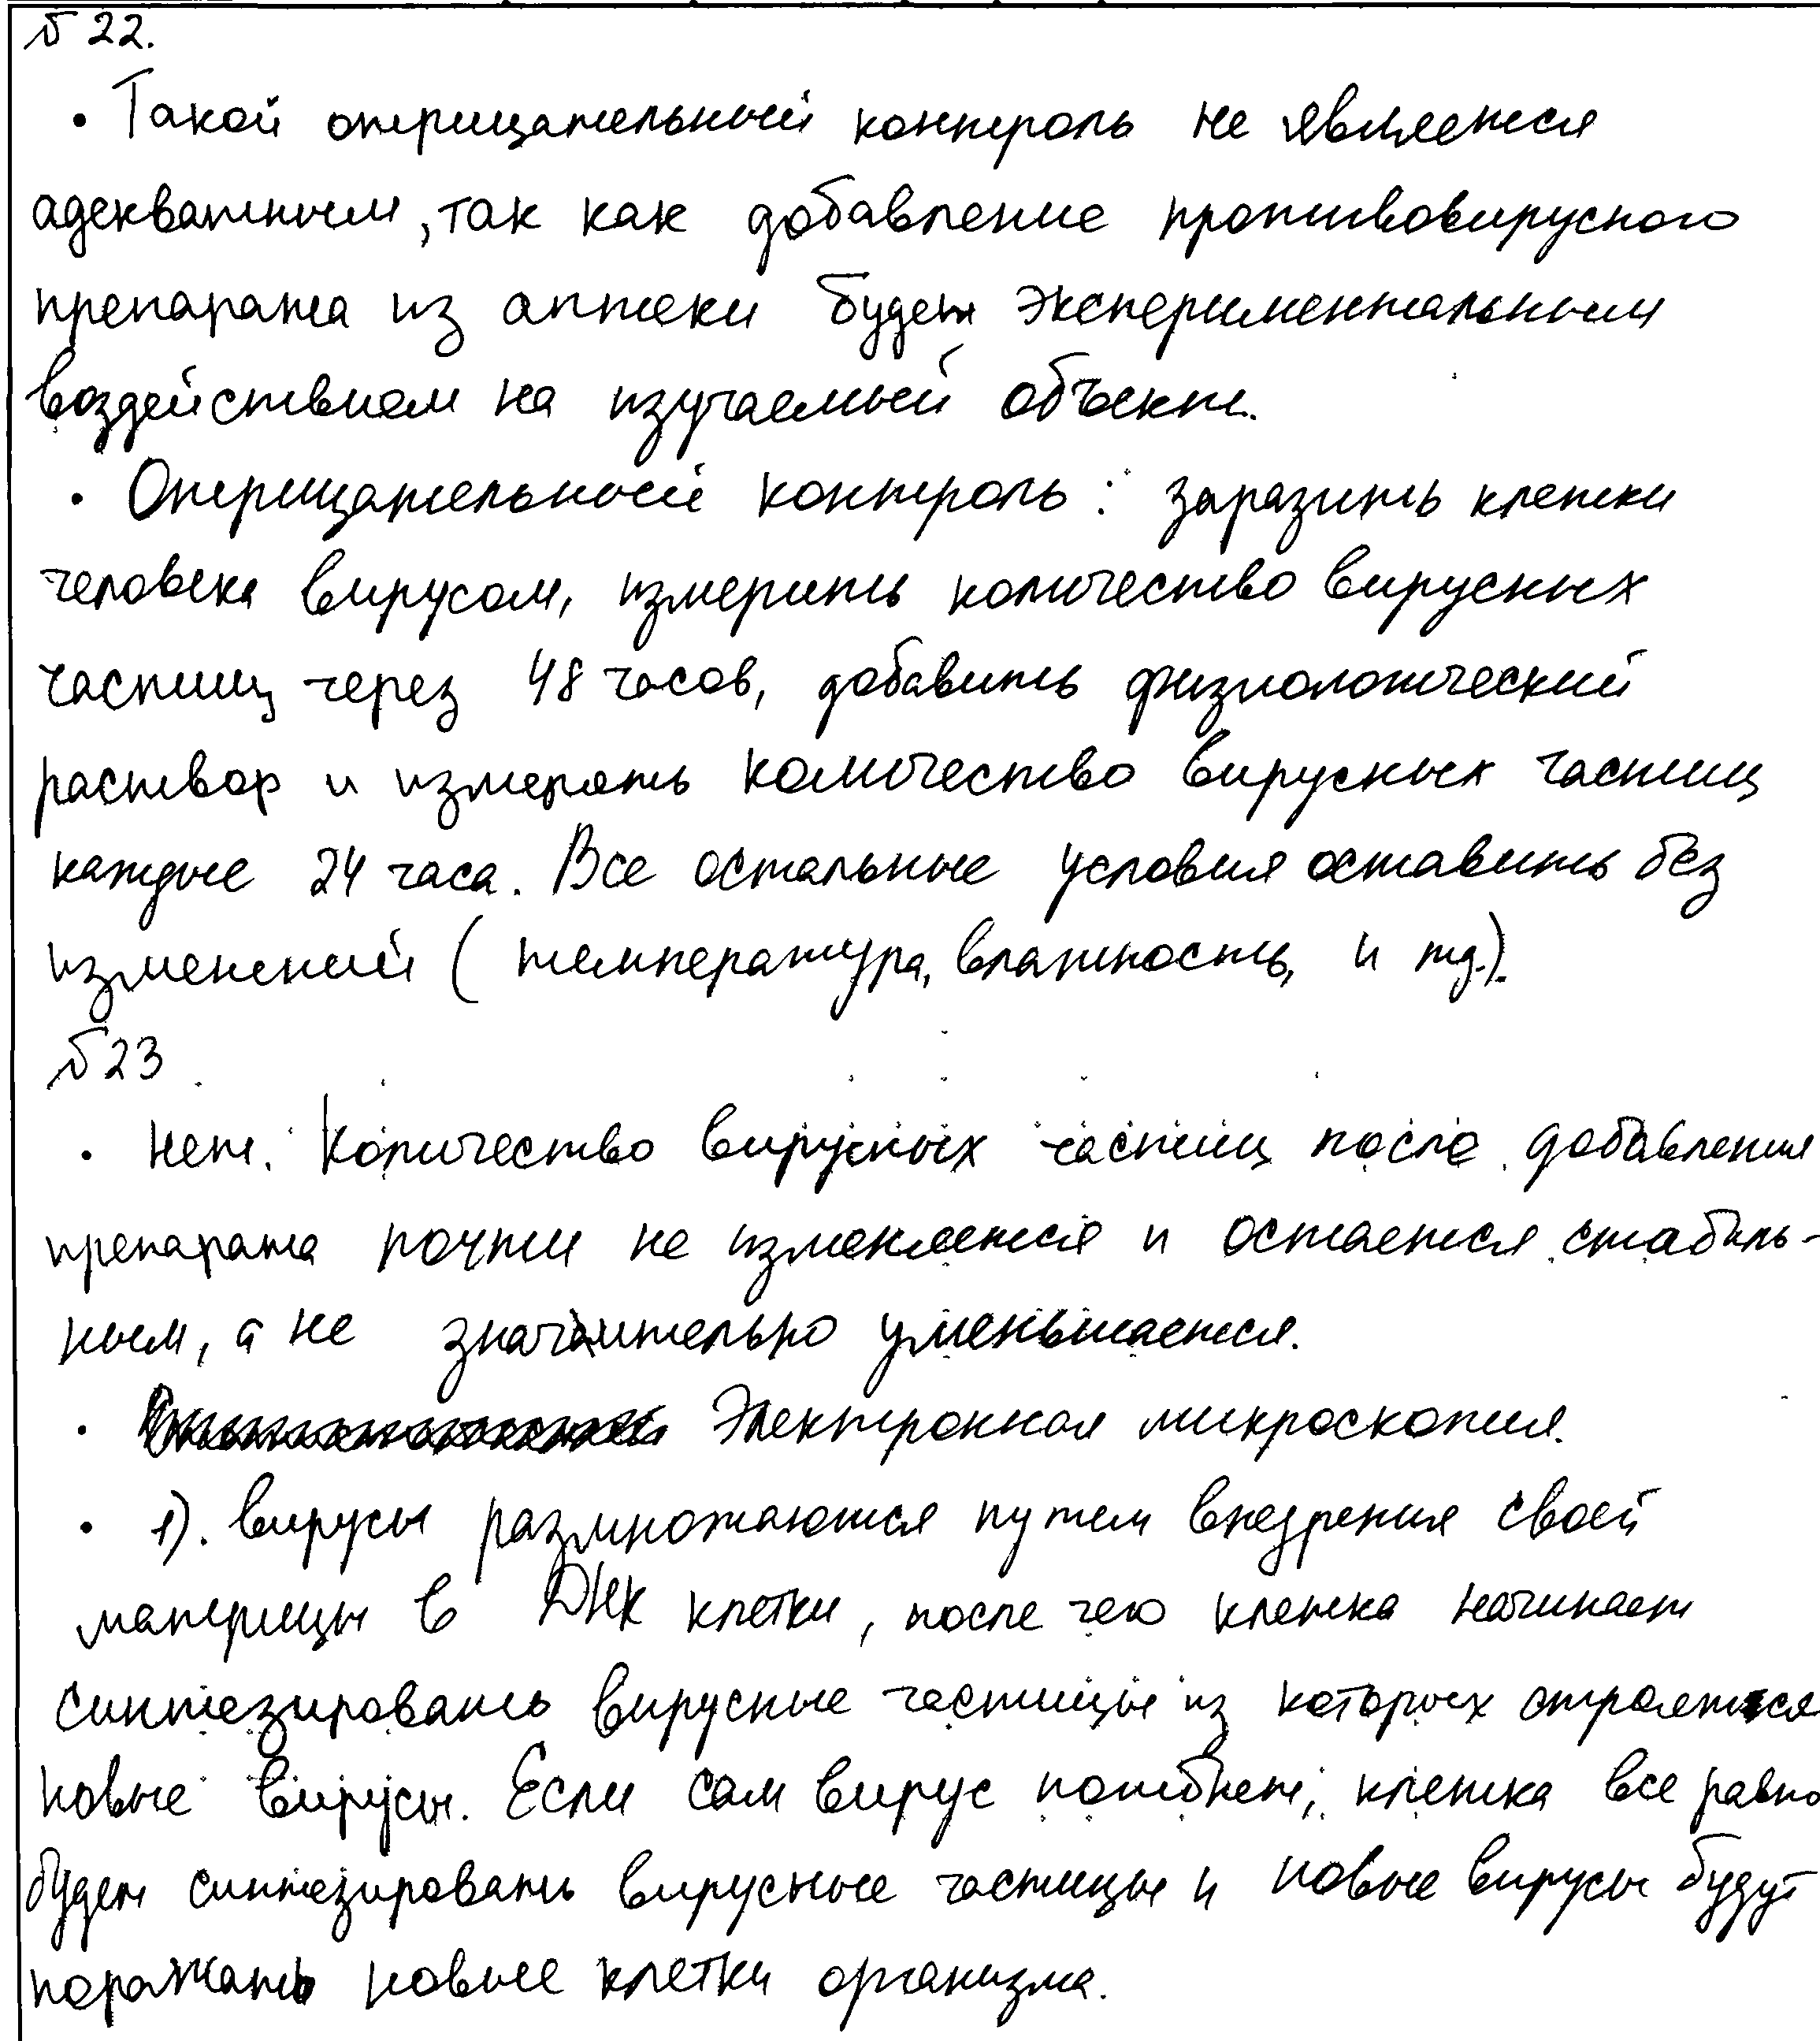 № 22.
• Такой отрицательный контроль не является
адекватным, так как добавление противовирусного
препарата из аптеки будет экспериментальным
воздействием на изучаемый объект.
• Отрицательный контроль: заразить клетки
человека вирусом, измерить количество вирусных
частиц через 48 часов, добавить физиологический
раствор и измерять количество вирусных частиц
каждые 24 часа. Все остальные условия оставить без
изменений (температура, влажность, и тд.).
№ 23
• Нет. Количество вирусных частиц после добавления
препарата почти не изменяется и остается стабиль-
ным, а не значительно уменьшается.
• Электронная микроскопия.
• 1). вирусы размножаются путем внедрения своей
матрицы в ДНК клетки, после чего клетка начинает
синтезировать вирусные частицы из которых строятся
новые вирусы. Если сам вирус погибнет, клетка все равно
будет синтезировать вирусные частицы и новые вирусы будут
поражать новые клетки организма.